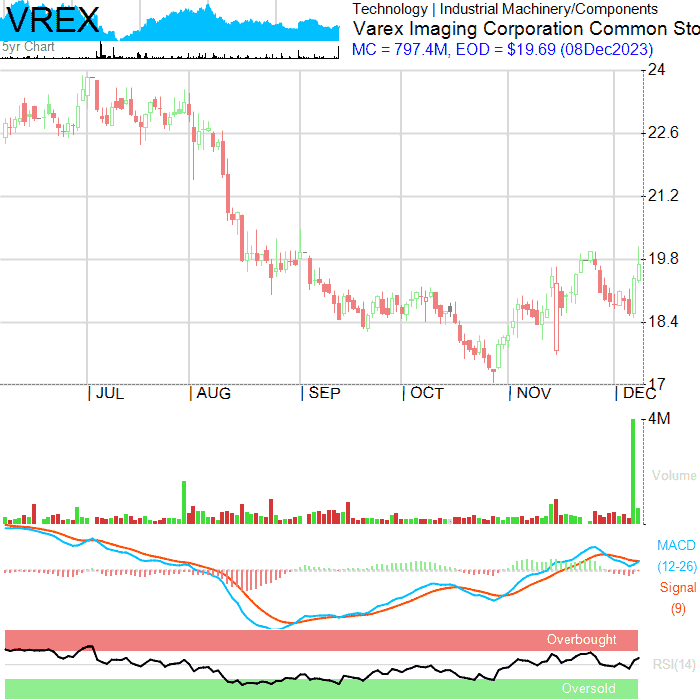 VREX
5yr Chart
Technology | Industrial Machinery/Components
Varex Imaging Corporation Common Sto
MC = 797.4M, EOD = $19.69 (08Dec2023)
24
22.6
21.2
19.8
18.4
17
| JUL | AUG | SEP | OCT | NOV | DEC
4M
Volume
MACD
(12-26)
Signal
(9)
Overbought
RSI(14)
Oversold